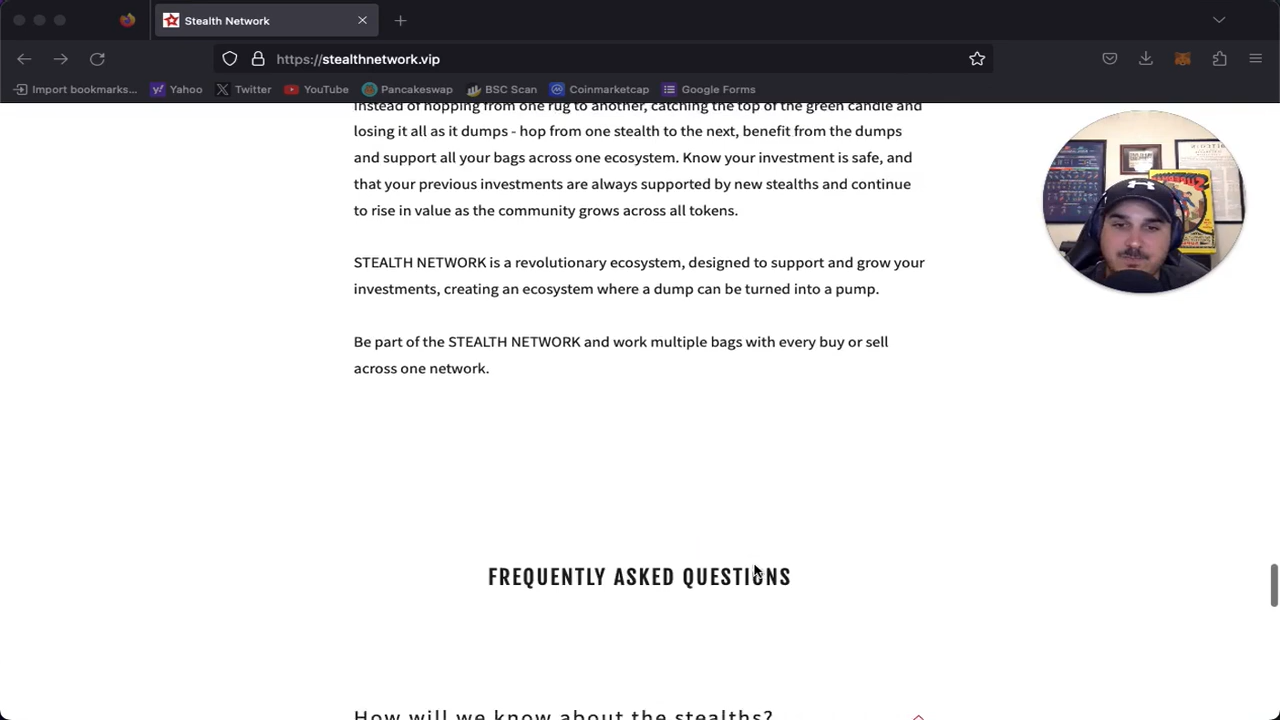 Stealth Network
https://stealthnetwork.vip
Import bookmarks...
Yahoo
Twitter
YouTube
Pancakeswap
BSC Scan
Coinmarketcap
Google Forms
instead of hopping from one rug to another, catching the top of the green candle and
losing it all as it dumps - hop from one stealth to the next, benefit from the dumps
and support all your bags across one ecosystem. Know your investment is safe, and
that your previous investments are always supported by new stealths and continue
to rise in value as the community grows across all tokens.
STEALTH NETWORK is a revolutionary ecosystem, designed to support and grow your
investments, creating an ecosystem where a dump can be turned into a pump.
Be part of the STEALTH NETWORK and work multiple bags with every buy or sell
across one network.
FREQUENTLY ASKED QUESTIONS
How will we know about the stealths?